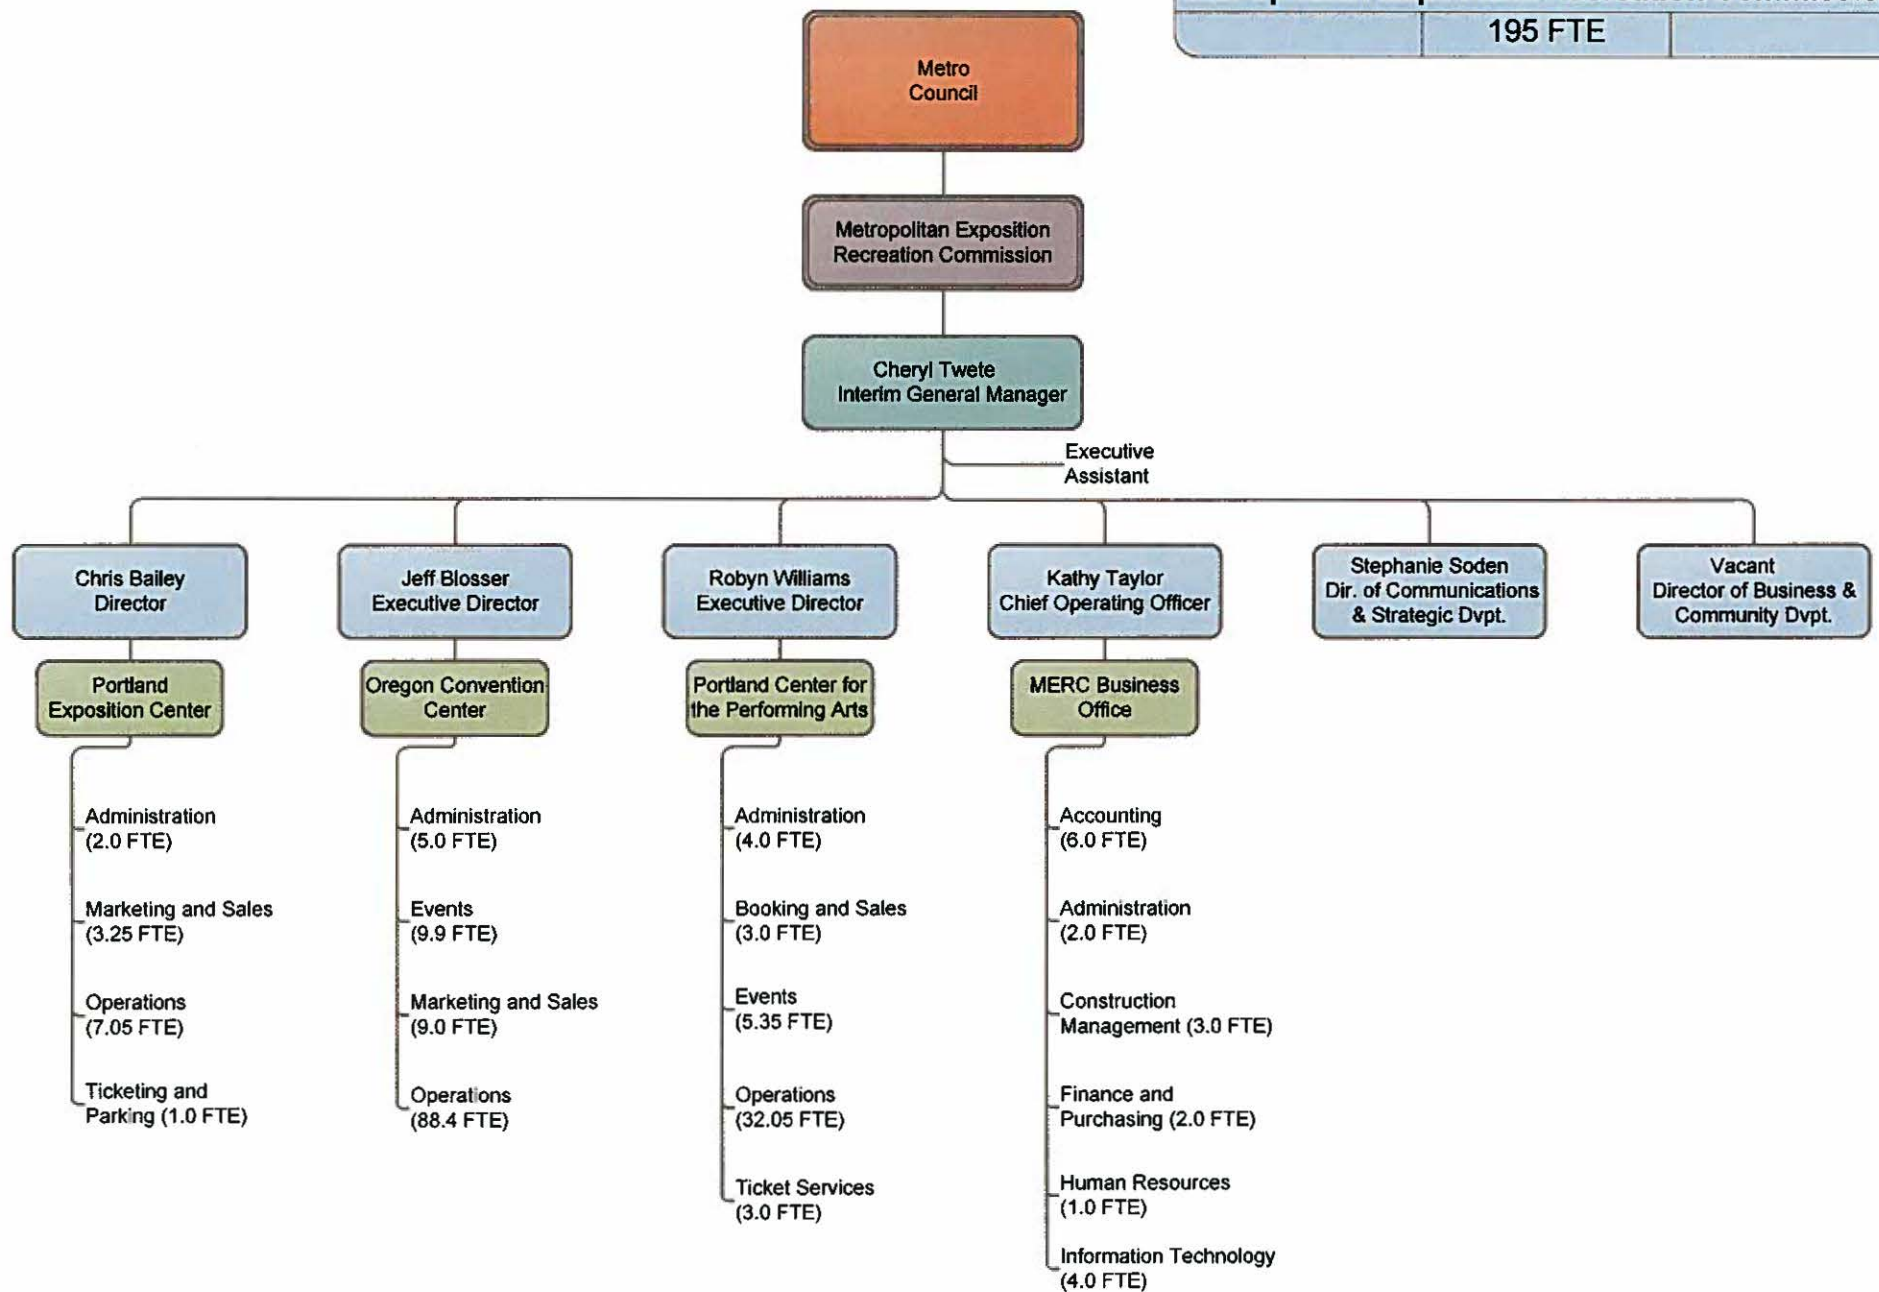 195 FTE
Metro
Council
Metropolitan Exposition
Recreation Commission
Cheryl Twete
Interim General Manager
Executive
Assistant
Chris Bailey
Director
Jeff Blosser
Executive Director
Robyn Williams
Executive Director
Kathy Taylor
Chief Operating Officer
Stephanie Soden
Dir. of Communications
& Strategic Dvpt.
Vacant
Director of Business &
Community Dvpt.
Portland
Exposition Center
Oregon Convention
Center
Portland Center for
the Performing Arts
MERC Business
Office
Administration
(2.0 FTE)
Marketing and Sales
(3.25 FTE)
Operations
(7.05 FTE)
Ticketing and
Parking (1.0 FTE)
Administration
(5.0 FTE)
Events
(9.9 FTE)
Marketing and Sales
(9.0 FTE)
Operations
(88.4 FTE)
Administration
(4.0 FTE)
Booking and Sales
(3.0 FTE)
Events
(5.35 FTE)
Operations
(32.05 FTE)
Ticket Services
(3.0 FTE)
Accounting
(6.0 FTE)
Administration
(2.0 FTE)
Construction
Management (3.0 FTE)
Finance and
Purchasing (2.0 FTE)
Human Resources
(1.0 FTE)
Information Technology
(4.0 FTE)